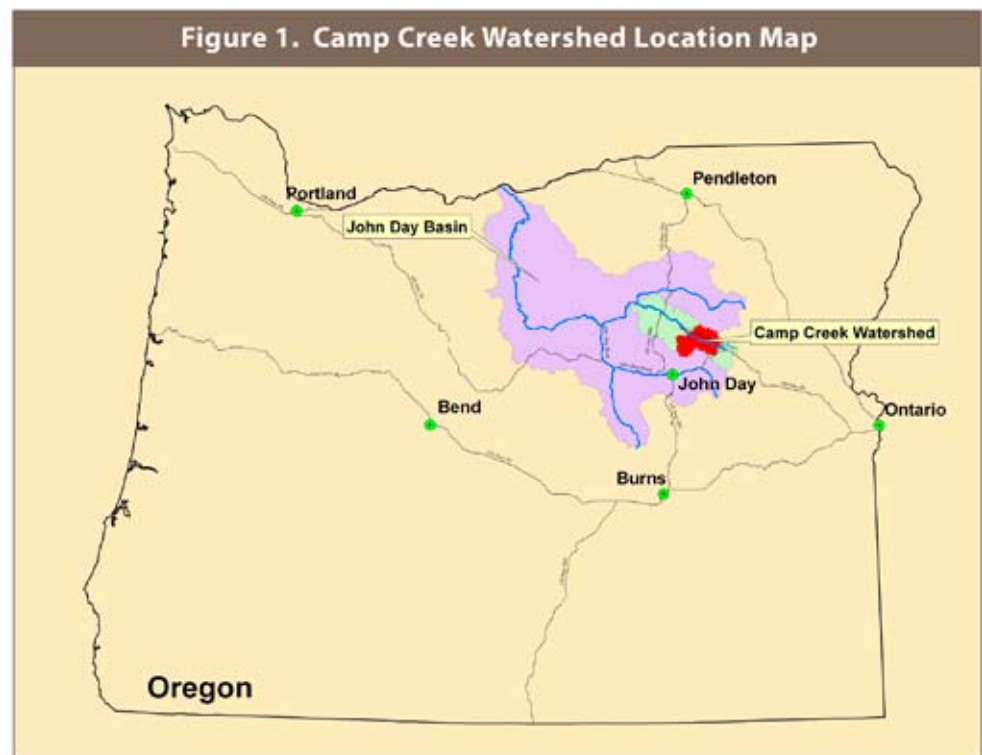 Figure 1. Camp Creek Watershed Location Map
Portland
Pendleton
John Day Basin
Camp Creek Watershed
John Day
Bend
Ontario
Burns
Oregon